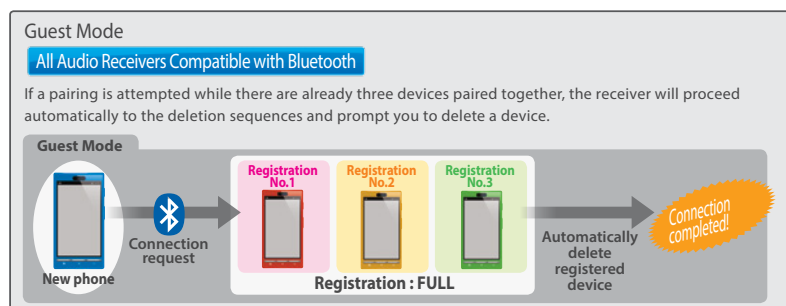 Guest Mode
All Audio Receivers Compatible with Bluetooth
If a pairing is attempted while there are already three devices paired together, the receiver will proceed
automatically to the deletion sequences and prompt you to delete a device.
Guest Mode
New phone
Connection
request
Registration
No.1
Registration
No.2
Registration
No.3
Registration : FULL
Automatically
delete
registered
device
Connection
completed!